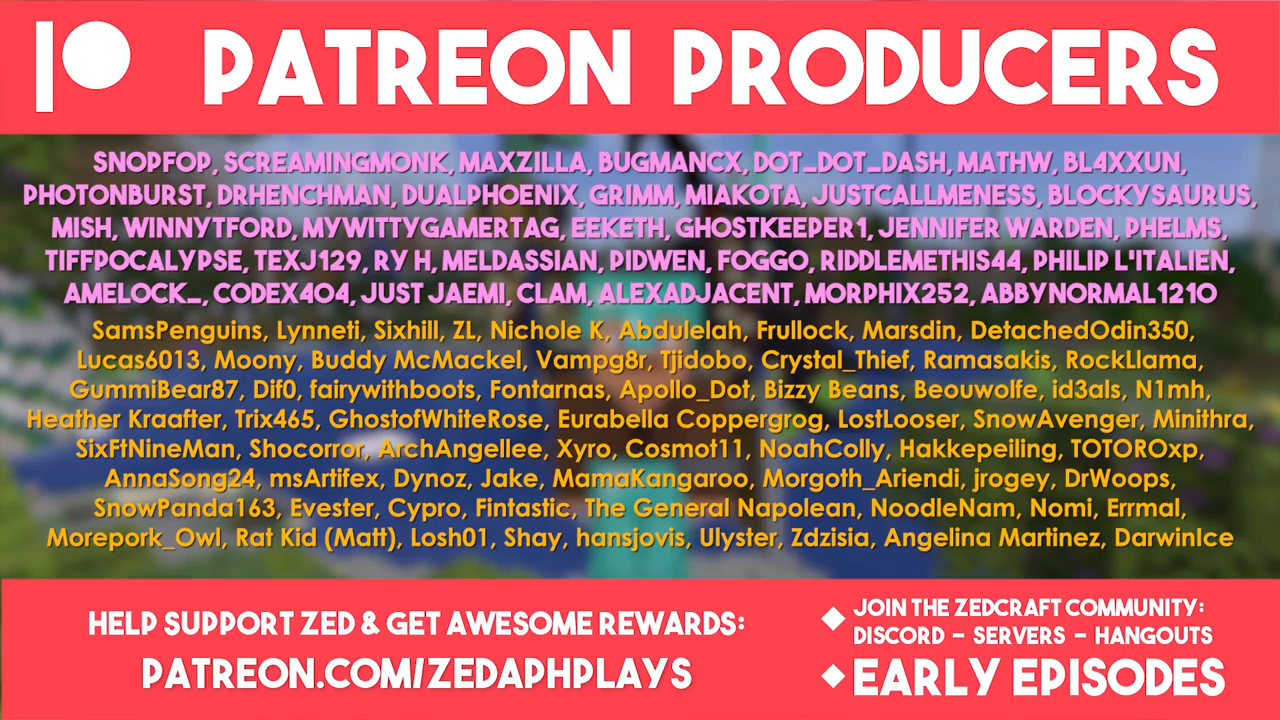 PATREON PRODUCERS
SNOPFOP, SCREAMINGMONK, MAXZILLA, BUGMANCX, DOT_DOT_DASH, MATHW, BL4XXUN,
PHOTONBURST, DRHENCHMAN, DUALPHOENIX, GRIMM, MIAKOTA, JUSTCALLMENESS, BLOCKYSAURUS,
MISH, WINNYTFORD, MYWITTYGAMERTAG, EEKETH, GHOSTKEEPER1, JENNIFER WARDEN, PHELMS,
TIFFPOCALYPSE, TEXJ129, RY H, MELDASSIAN, PIDWEN, FOGGO, RIDDLEMETHIS44, PHILIP L'ITALIEN,
AMELOCK_, CODEX404, JUST JAEMI, CLAM, ALEXADJACENT, MORPHIX252, ABBYNORMAL1210
SamsPenguins, Lynneti, Sixhill, ZL, Nichole K, Abdulelah, Frullock, Marsdin, DetachedOdin350,
Lucas6013, Moony, Buddy McMackel, Vampg8r, Tjidobo, Crystal_Thief, Ramasakis, RockLlama,
GummiBear87, Dif0, fairywithboots, Fontarnas, Apollo_Dot, Bizzy Beans, Beouwolfe, id3als, N1mh,
Heather Kraafter, Trix465, GhostofWhiteRose, Eurabella Coppergrog, LostLooser, SnowAvenger, Minithra,
SixFtNineMan, Shocorror, ArchAngellee, Xyro, Cosmot11, NoahColly, Hakkepeiling, TOTOROxp,
AnnaSong24, msArtifex, Dynoz, Jake, MamaKangaroo, Morgoth_Ariendi, jrogey, DrWoops,
SnowPanda163, Evester, Cypro, Fintastic, The General Napolean, NoodleNam, Nomi, Errmal,
Morepork_Owl, Rat Kid (Matt), Losh01, Shay, hansjovis, Ulyster, Zdzisia, Angelina Martinez, DarwinIce
HELP SUPPORT ZED & GET AWESOME REWARDS:
PATREON.COM/ZEDAPHPLAYS
JOIN THE ZEDCRAFT COMMUNITY:
DISCORD - SERVERS - HANGOUTS
EARLY EPISODES